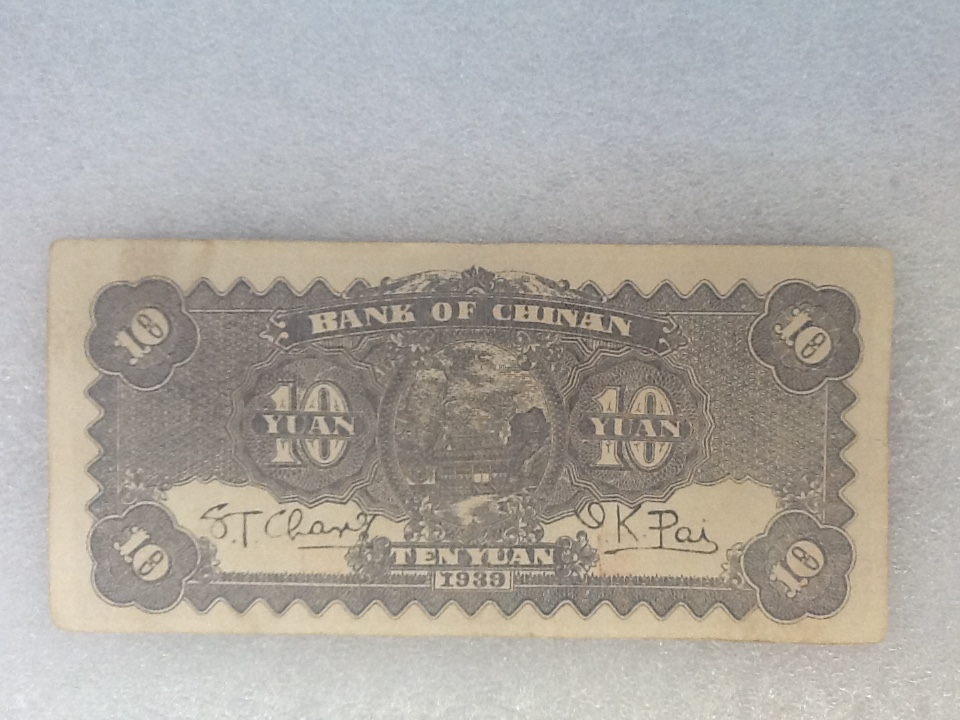 BANK OF CHINAN
10 10
10 YUAN 10 YUAN
S.T. Chang K. Pai
TEN YUAN
1939
10 10